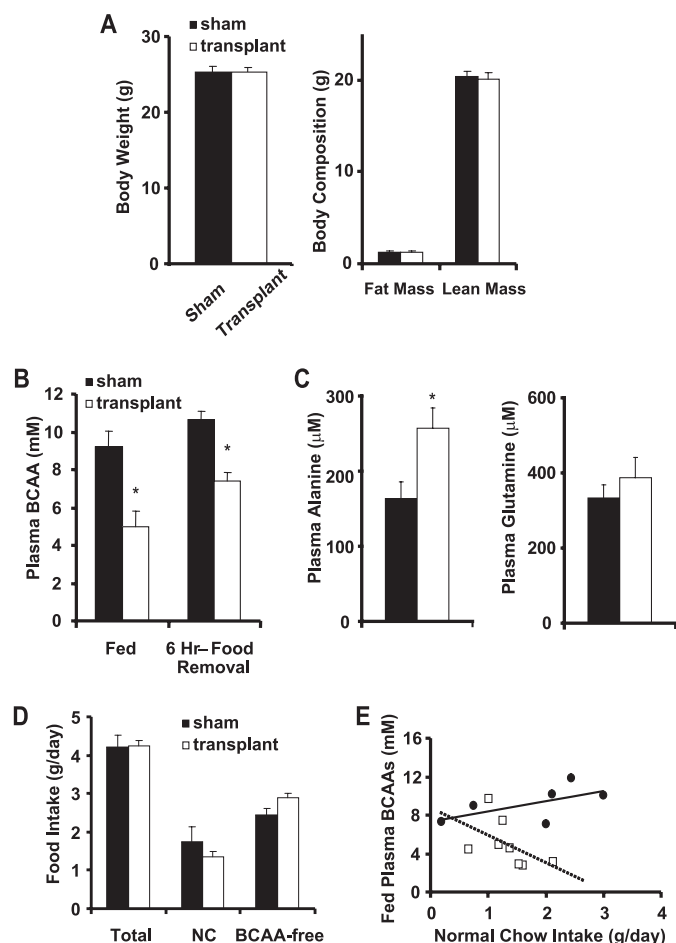 A
sham
transplant
30
20
10
0
Body Weight (g)
Sham
Transplant
30
20
10
0
Body Composition (g)
Fat Mass
Lean Mass
B
sham
transplant
12
10
8
6
4
2
0
Plasma BCAA (mM)
*
*
Fed
6 Hr–Food
Removal
C
300
150
0
Plasma Alanine (μM)
*
600
400
200
0
Plasma Glutamine (μM)
D
sham
transplant
5
4
3
2
1
0
Food Intake (g/day)
Total
NC
BCAA-free
E
16
12
8
4
0
Fed Plasma BCAAs (mM)
0
1
2
3
4
Normal Chow Intake (g/day)